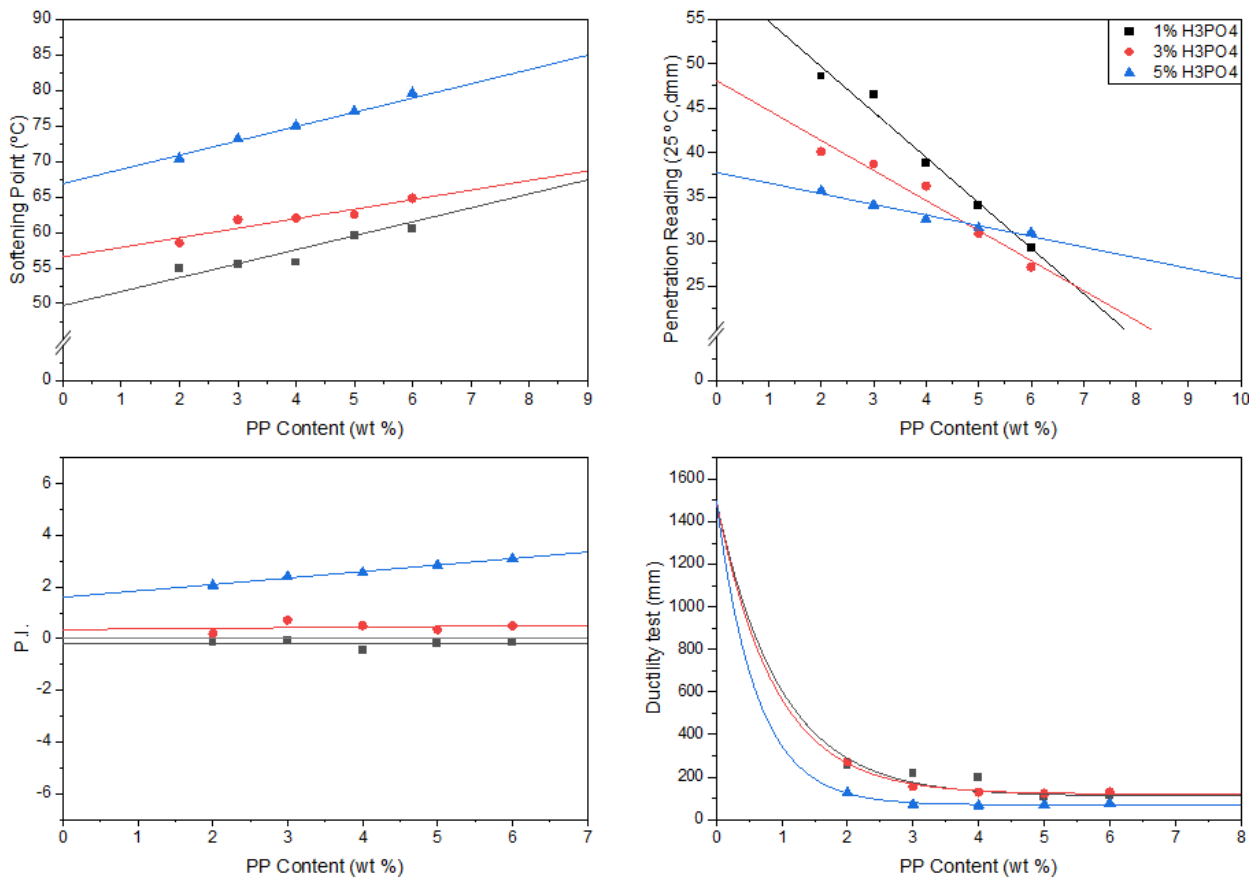 90
85
80
75
70
65
60
55
50
0
Softening Point (ºC)
0 1 2 3 4 5 6 7 8 9
PP Content (wt %)
55
50
45
40
35
30
25
0
Penetration Reading (25 ºC,dmm)
1% H3PO4
3% H3PO4
5% H3PO4
0 1 2 3 4 5 6 7 8 9 10
PP Content (wt %)
6
4
2
0
-2
-4
-6
P.I.
0 1 2 3 4 5 6 7
PP Content (wt %)
1600
1400
1200
1000
800
600
400
200
0
Ductility test (mm)
0 1 2 3 4 5 6 7 8
PP Content (wt %)